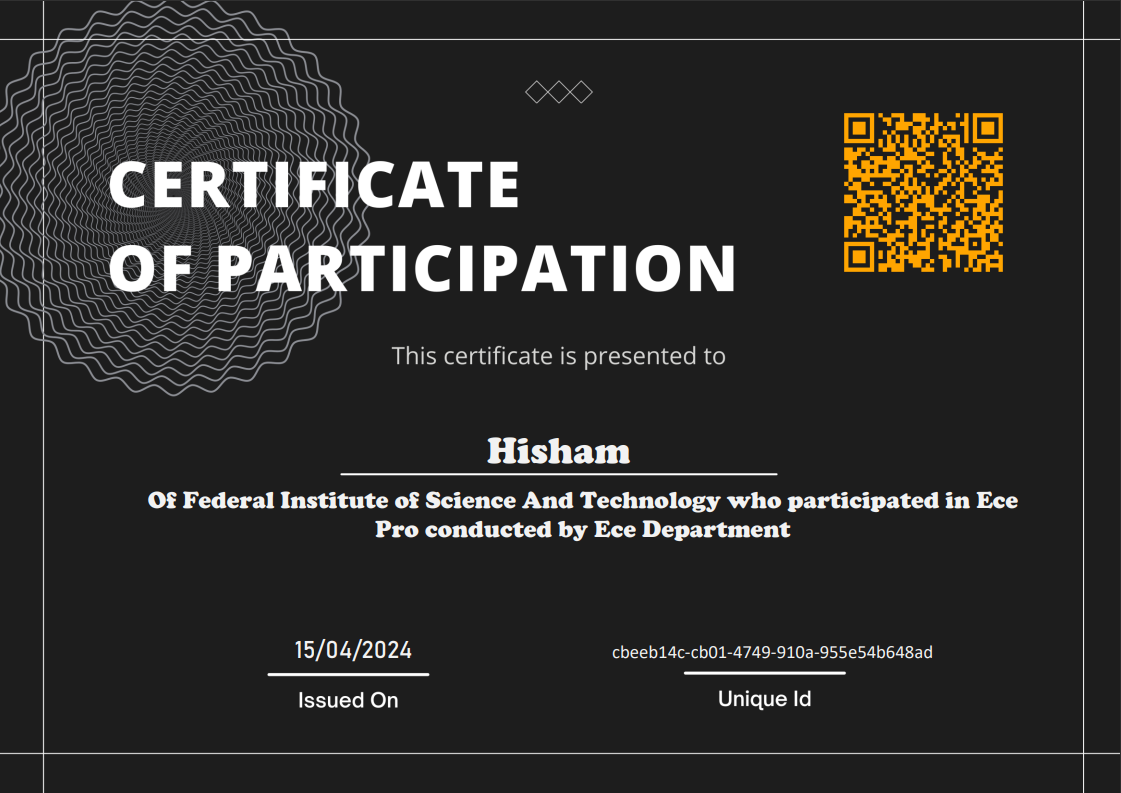 CERTIFICATE
OF PARTICIPATION
This certificate is presented to
Hisham
Of Federal Institute of Science And Technology who participated in Ece
Pro conducted by Ece Department
15/04/2024
Issued On
cbeeb14c-cb01-4749-910a-955e54b648ad
Unique Id